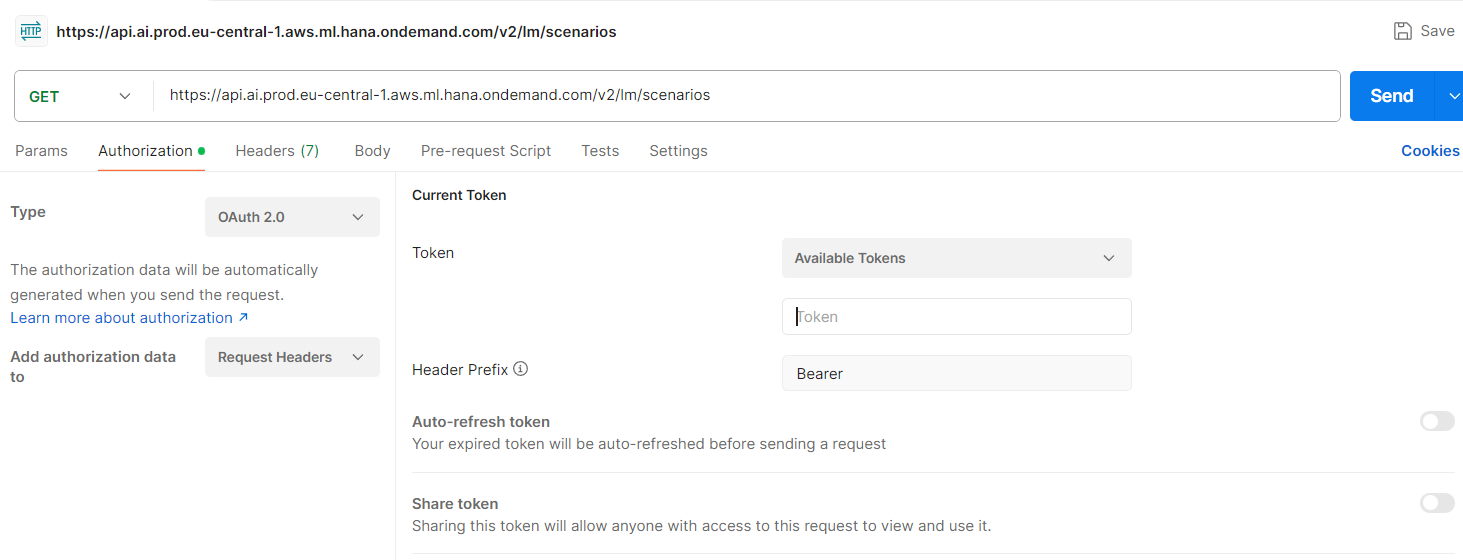 HTTP https://api.ai.prod.eu-central-1.aws.ml.hana.ondemand.com/v2/lm/scenarios Save
GET https://api.ai.prod.eu-central-1.aws.ml.hana.ondemand.com/v2/lm/scenarios Send
Params Authorization Headers (7) Body Pre-request Script Tests Settings Cookies
Current Token
Type OAuth 2.0
Token Available Tokens
The authorization data will be automatically
generated when you send the request.
Learn more about authorization ↗
Token
Add authorization data
to
Request Headers
Header Prefix Bearer
Auto-refresh token
Your expired token will be auto-refreshed before sending a request
Share token
Sharing this token will allow anyone with access to this request to view and use it.